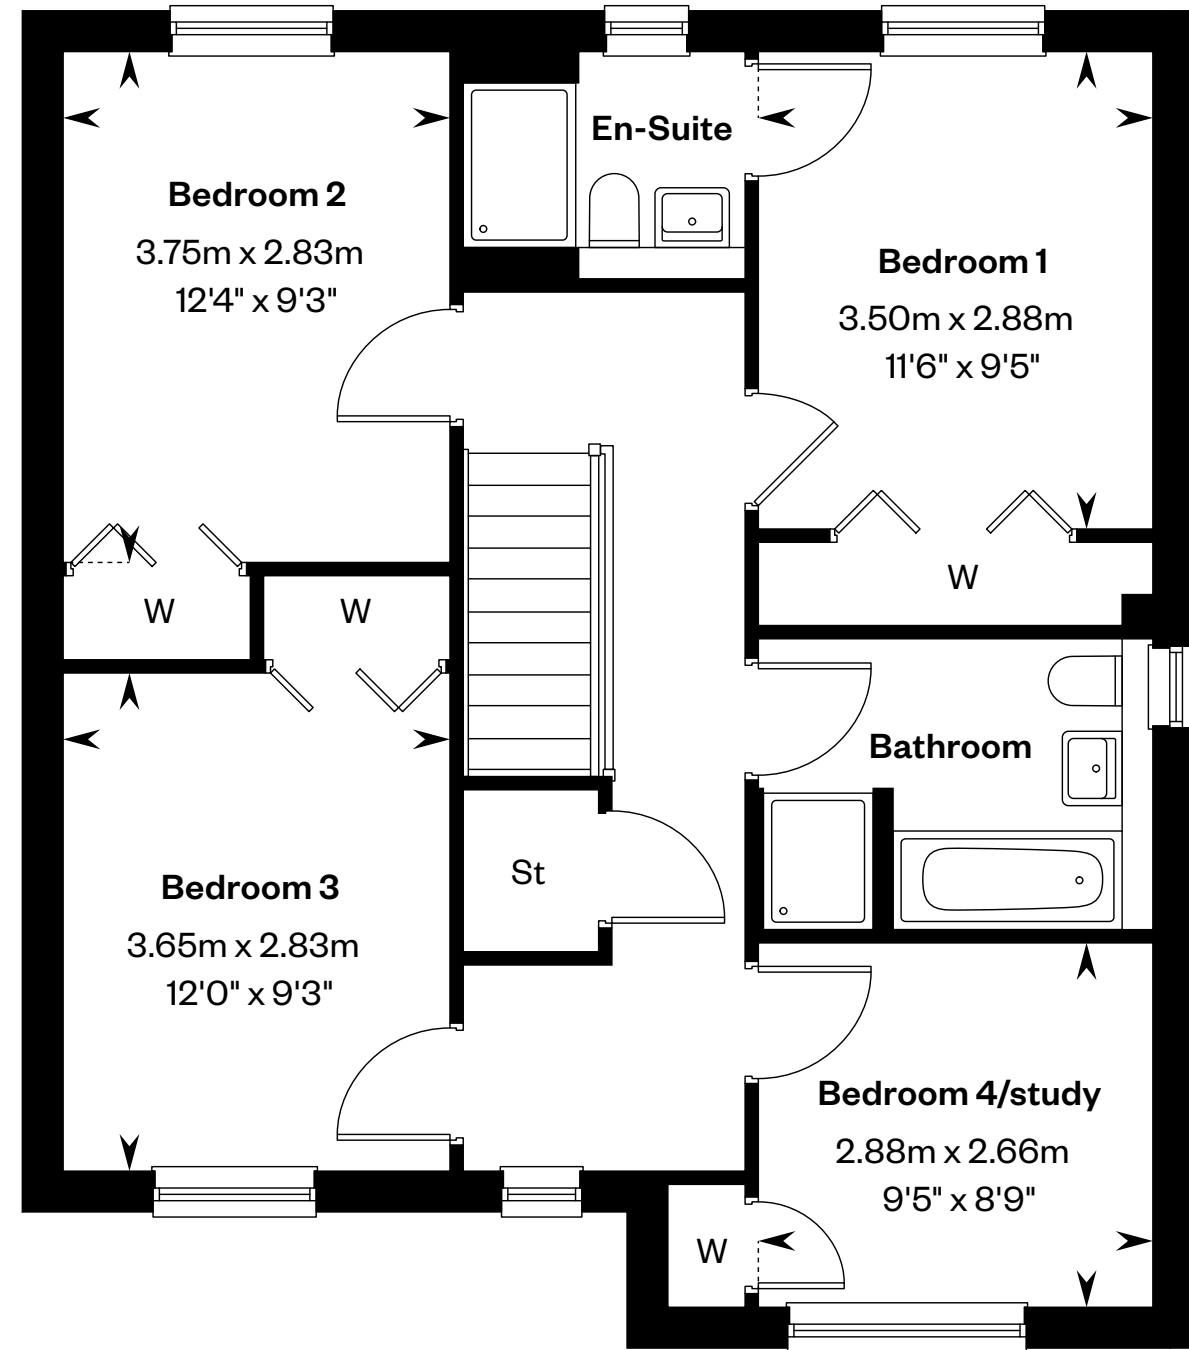 En-Suite
Bedroom 2
3.75m x 2.83m
12'4" x 9'3"
Bedroom 1
3.50m x 2.88m
11'6" x 9'5"
W
W
W
Bathroom
St
Bedroom 3
3.65m x 2.83m
12'0" x 9'3"
Bedroom 4/study
2.88m x 2.66m
9'5" x 8'9"
W